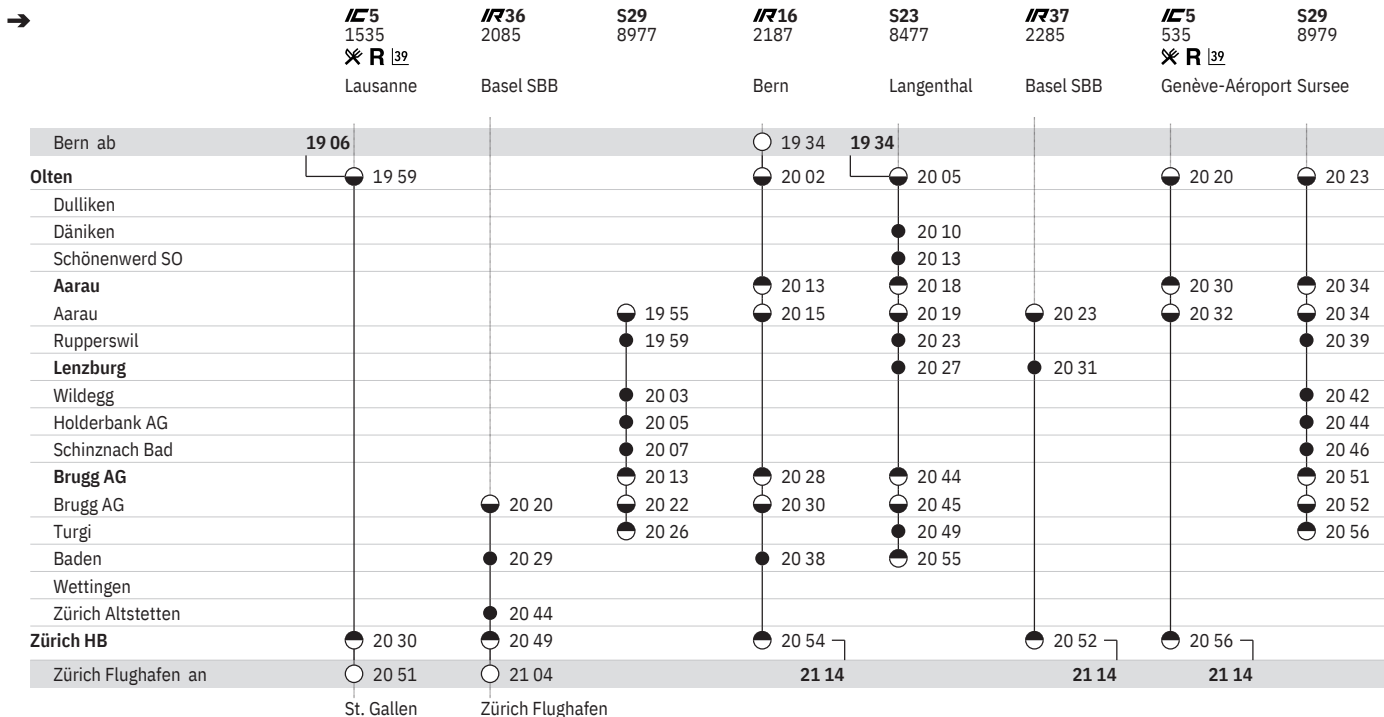 ➔ IC5 IR36 S29 IR16 S23 IR37 IC5 S29
1535 2085 8977 2187 8477 2285 535 8979
R 39 R 39
Lausanne Basel SBB Bern Langenthal Basel SBB Genève-Aéroport Sursee
Bern ab 19 06 19 34 19 34
Olten 19 59 20 02 20 05 20 20 20 23
Dulliken
Däniken 20 10
Schönenwerd SO 20 13
Aarau 20 13 20 18 20 30 20 34
Aarau 19 55 20 15 20 19 20 23 20 32 20 34
Rupperswil 19 59 20 23 20 39
Lenzburg 20 27 20 31
Wildegg 20 03 20 42
Holderbank AG 20 05 20 44
Schinznach Bad 20 07 20 46
Brugg AG 20 13 20 28 20 44 20 51
Brugg AG 20 20 20 22 20 30 20 45 20 52
Turgi 20 26 20 49 20 56
Baden 20 29 20 38 20 55
Wettingen
Zürich Altstetten 20 44
Zürich HB 20 30 20 49 20 54 20 52 20 56
Zürich Flughafen an 20 51 21 04 21 14 21 14 21 14
St. Gallen Zürich Flughafen